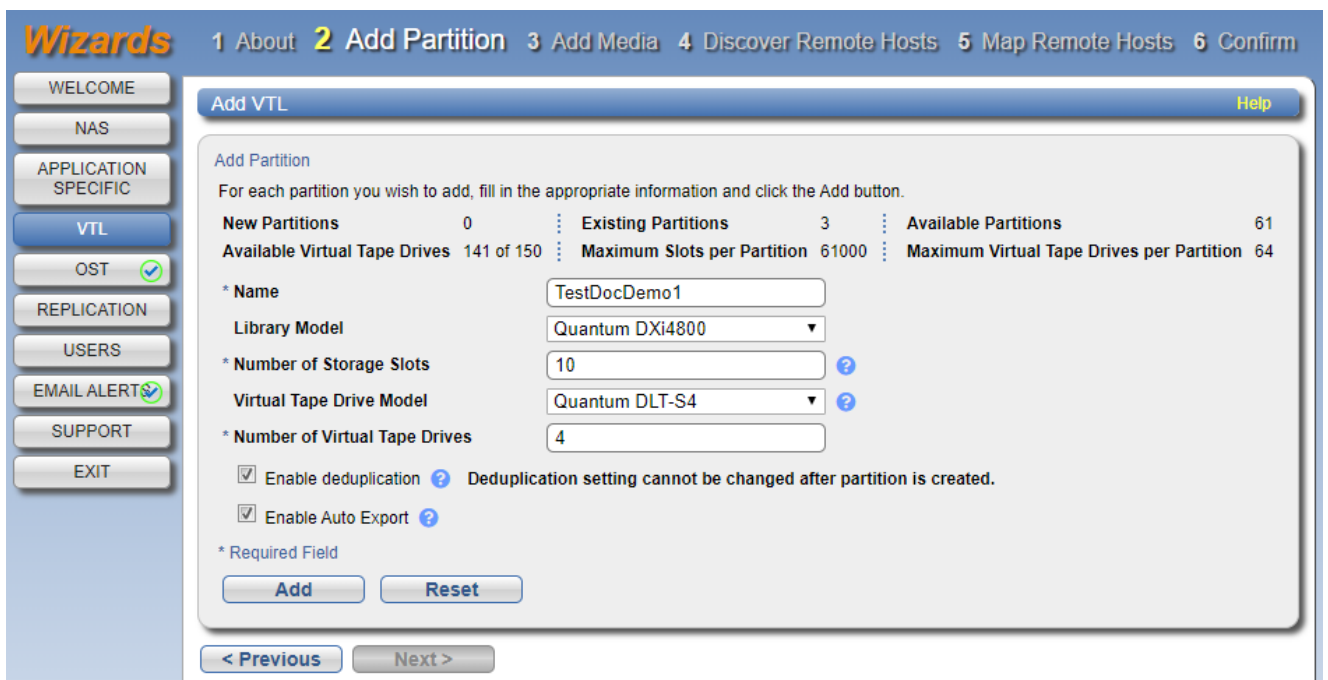 Wizards 1 About 2 Add Partition 3 Add Media 4 Discover Remote Hosts 5 Map Remote Hosts 6 Confirm
WELCOME
NAS
APPLICATION
SPECIFIC
VTL
OST
REPLICATION
USERS
EMAIL ALERTS
SUPPORT
EXIT
Add VTL Help
Add Partition
For each partition you wish to add, fill in the appropriate information and click the Add button.
New Partitions 0 Existing Partitions 3 Available Partitions 61
Available Virtual Tape Drives 141 of 150 Maximum Slots per Partition 61000 Maximum Virtual Tape Drives per Partition 64
* Name TestDocDemo1
Library Model Quantum DXi4800
* Number of Storage Slots 10 ?
Virtual Tape Drive Model Quantum DLT-S4 ?
* Number of Virtual Tape Drives 4
Enable deduplication ? Deduplication setting cannot be changed after partition is created.
Enable Auto Export ?
* Required Field
Add Reset
< Previous Next >